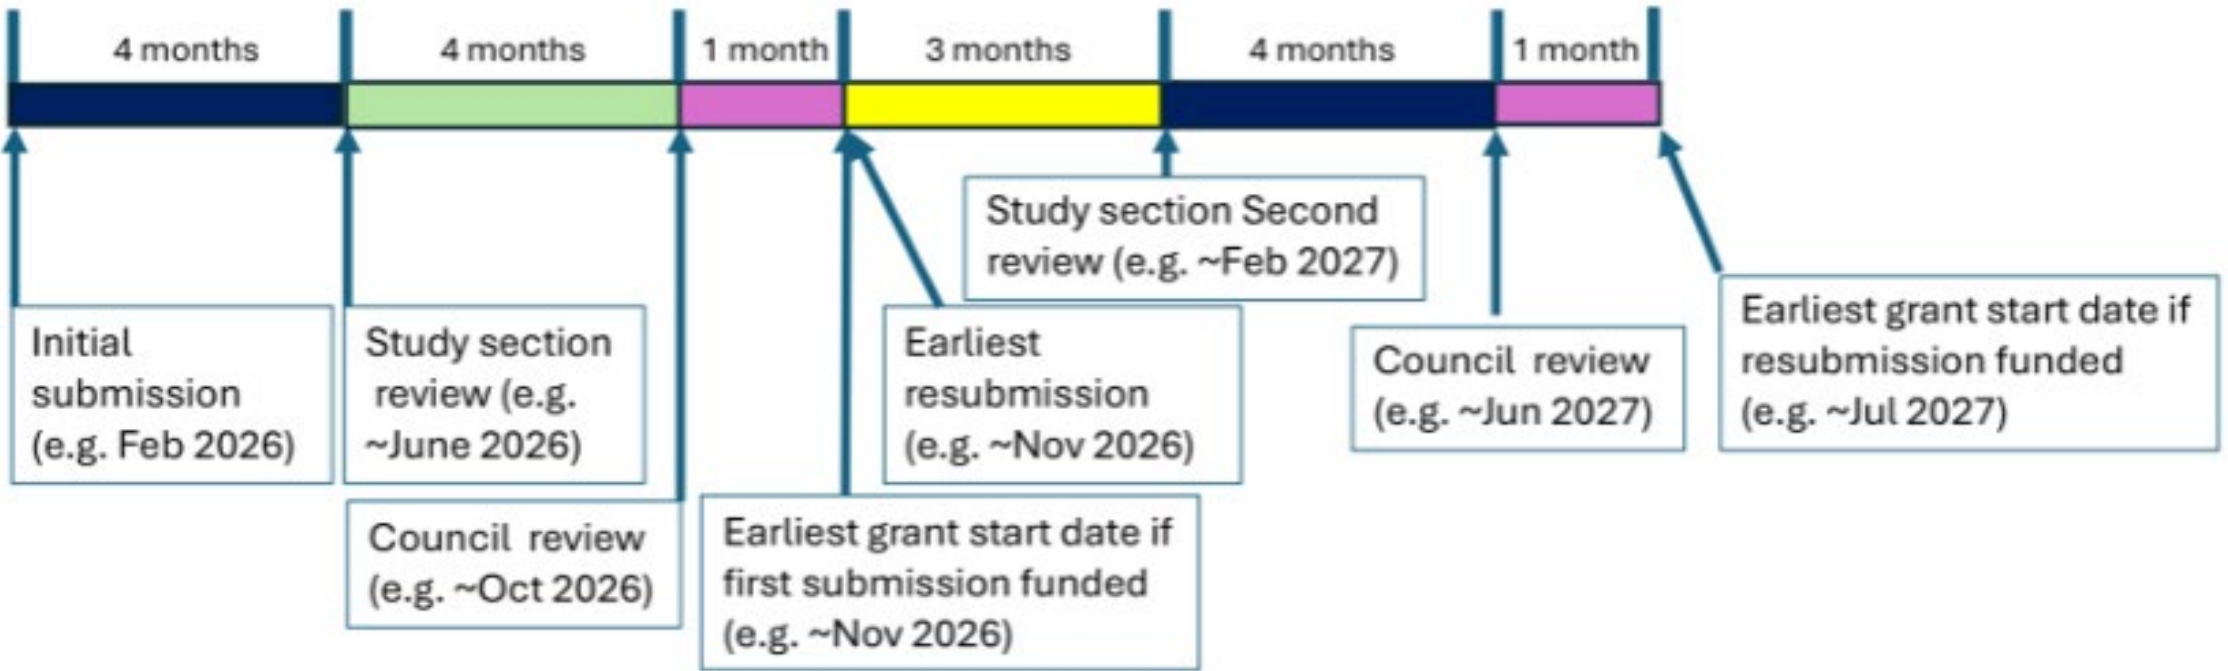 4 months
4 months
1 month
3 months
4 months
1 month
Initial
submission
(e.g. Feb 2026)
Study section
review (e.g.
~June 2026)
Council review
(e.g. ~Oct 2026)
Earliest grant start date if
first submission funded
(e.g. ~Nov 2026)
Earliest
resubmission
(e.g. ~Nov 2026)
Study section Second
review (e.g. ~Feb 2027)
Council review
(e.g. ~Jun 2027)
Earliest grant start date if
resubmission funded
(e.g. ~Jul 2027)